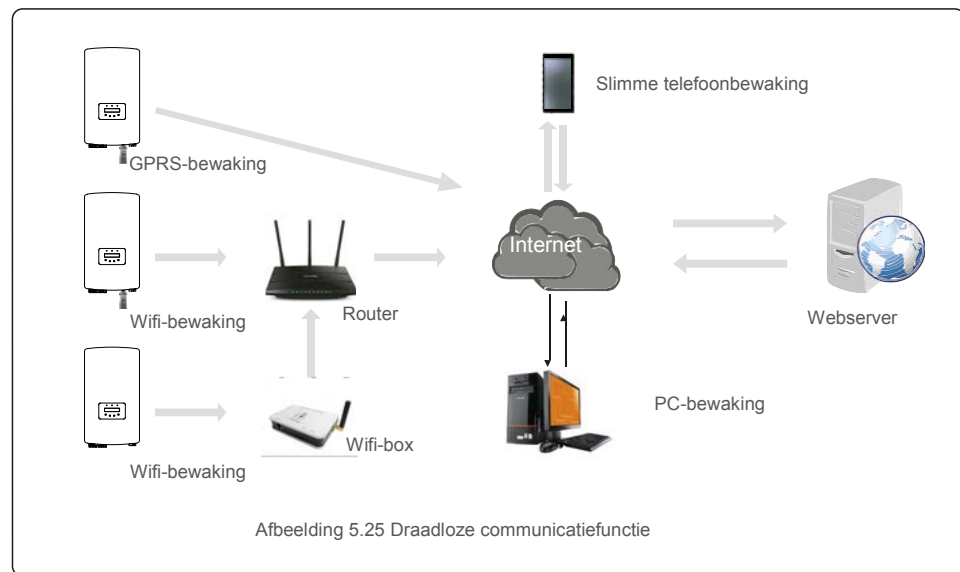 Slimme telefoonbewaking
GPRS-bewaking
Internet
Router
Wifi-bewaking
Webserver
PC-bewaking
Wifi-box
Wifi-bewaking
Afbeelding 5.25 Draadloze communicatiefunctie